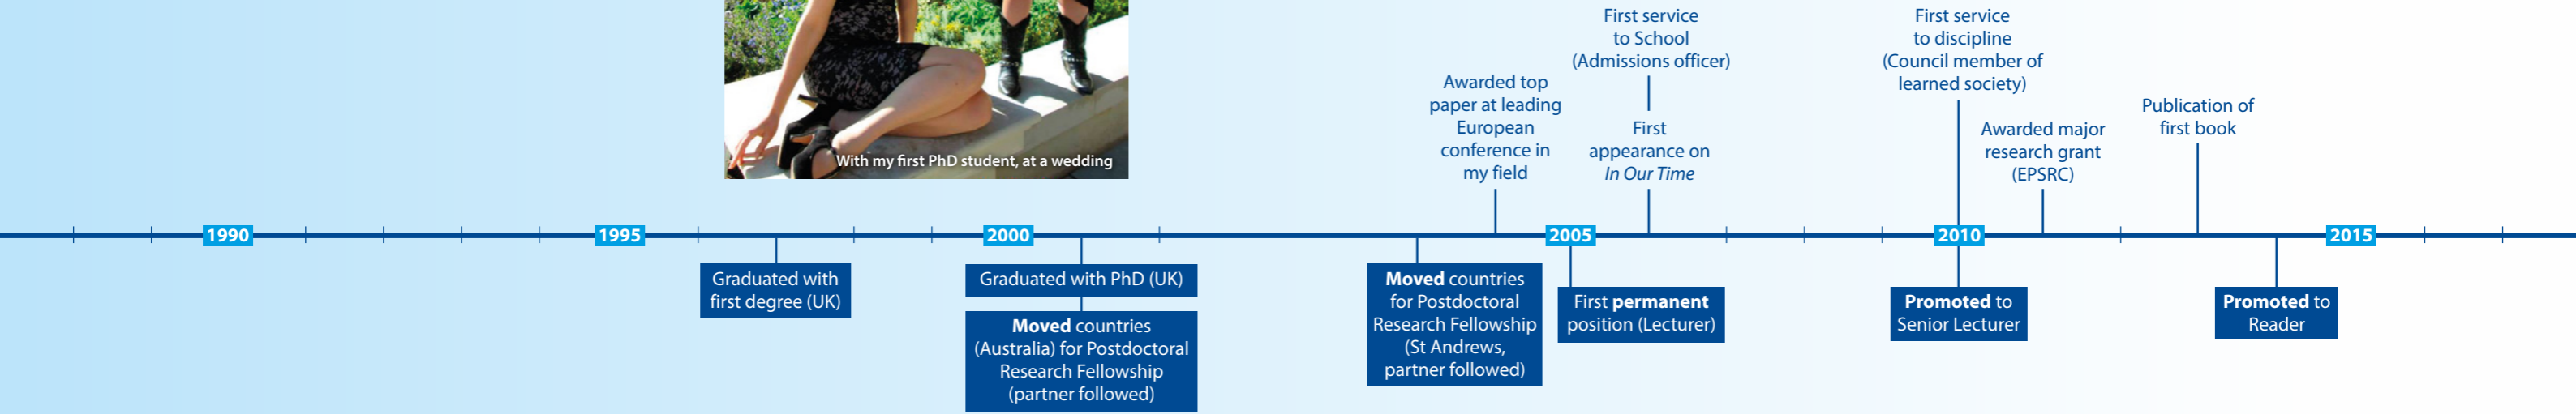 With my first PhD student, at a wedding
First service
to School
(Admissions officer)
First service
to discipline
(Council member of
learned society)
Awarded top
paper at leading
European
conference in
my field
First
appearance on
In Our Time
Awarded major
research grant
(EPSRC)
Publication of
first book
1990
1995
2000
2005
2010
2015
Graduated with
first degree (UK)
Graduated with PhD (UK)
Moved countries
(Australia) for Postdoctoral
Research Fellowship
(partner followed)
Moved countries
for Postdoctoral
Research Fellowship
(St Andrews,
partner followed)
First permanent
position (Lecturer)
Promoted to
Senior Lecturer
Promoted to
Reader